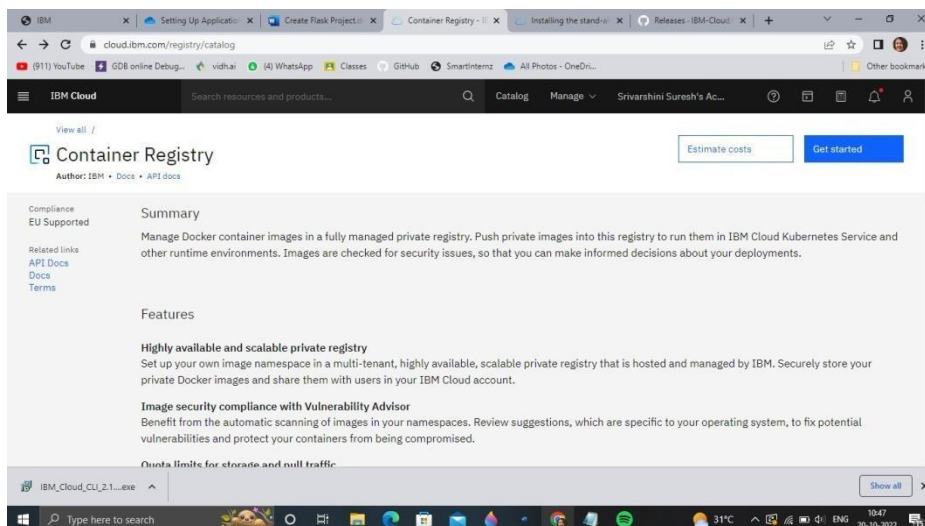 IBM
Setting Up Applicatio
Create Flask Project.d
Container Registry - I
Installing the stand-a
Releases · IBM-Cloud
cloud.ibm.com/registry/catalog
(911) YouTube
GDB online Debug...
vidh.ai
(4) WhatsApp
Classes
GitHub
SmartInternz
All Photos - OneDri...
Other bookmark
IBM Cloud
Search resources and products...
Catalog
Manage
Srivarshini Suresh's Ac...
View all /
Container Registry
Author: IBM • Docs • API docs
Estimate costs
Get started
Compliance
EU Supported
Related links
API Docs
Docs
Terms
Summary
Manage Docker container images in a fully managed private registry. Push private images into this registry to run them in IBM Cloud Kubernetes Service and
other runtime environments. Images are checked for security issues, so that you can make informed decisions about your deployments.
Features
Highly available and scalable private registry
Set up your own image namespace in a multi-tenant, highly available, scalable private registry that is hosted and managed by IBM. Securely store your
private Docker images and share them with users in your IBM Cloud account.
Image security compliance with Vulnerability Advisor
Benefit from the automatic scanning of images in your namespaces. Review suggestions, which are specific to your operating system, to fix potential
vulnerabilities and protect your containers from being compromised.
Quota limits for storage and pull traffic
IBM_Cloud_CLI_2.1....exe
Show all
Type here to search
31°C
ENG
10:47
20-10-2022